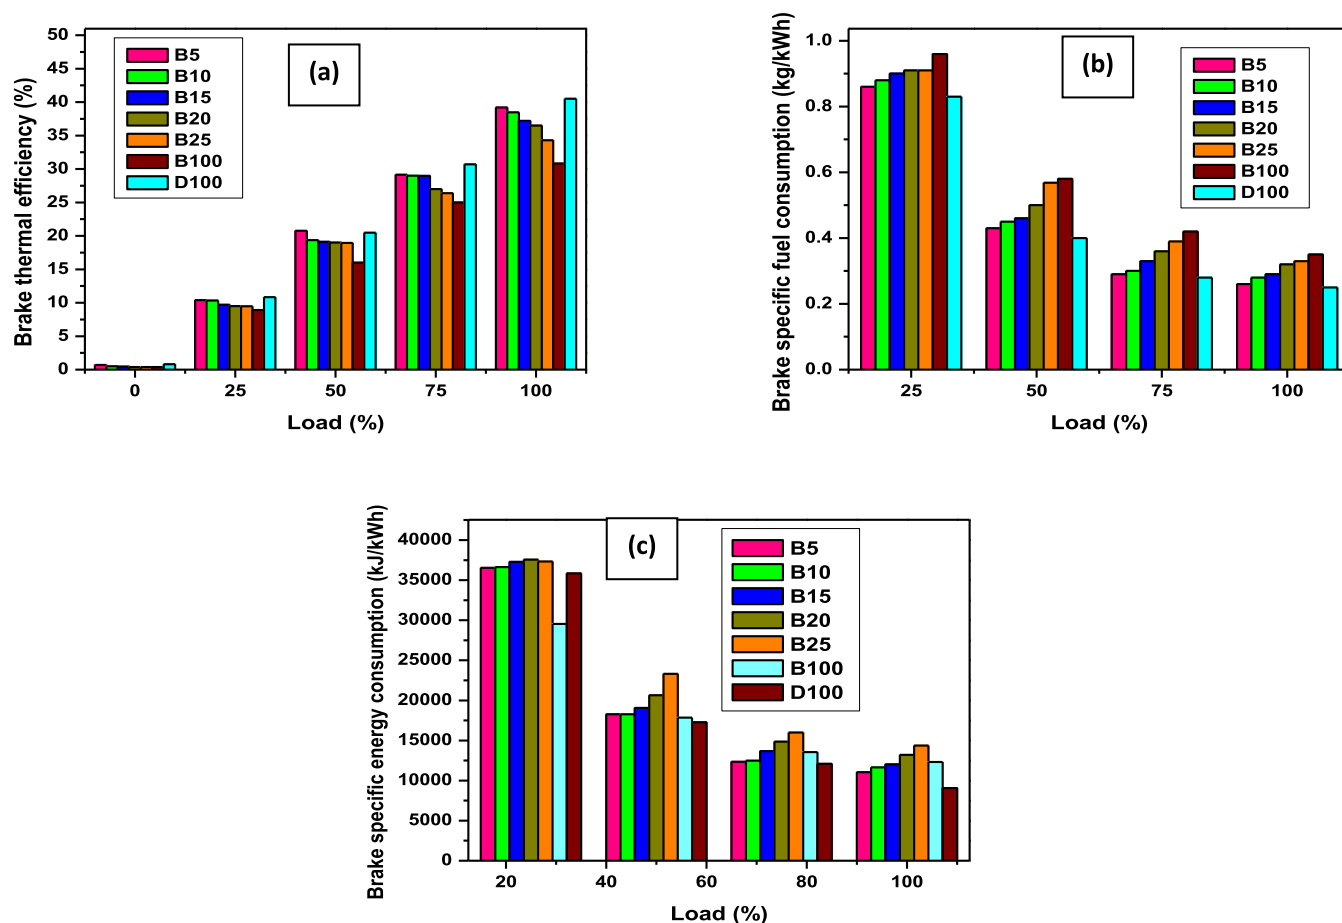 Brake thermal efficiency (%)
50
45
40
35
30
25
20
15
10
5
0
B5
B10
B15
B20
B25
B100
D100
(a)
0 25 50 75 100
Load (%)
Brake specific fuel consumption (kg/kWh)
1.0
0.8
0.6
0.4
0.2
0.0
(b)
B5
B10
B15
B20
B25
B100
D100
25 50 75 100
Load (%)
Brake specific energy consumption (kJ/kWh)
40000
35000
30000
25000
20000
15000
10000
5000
0
(c)
B5
B10
B15
B20
B25
B100
D100
20 40 60 80 100
Load (%)